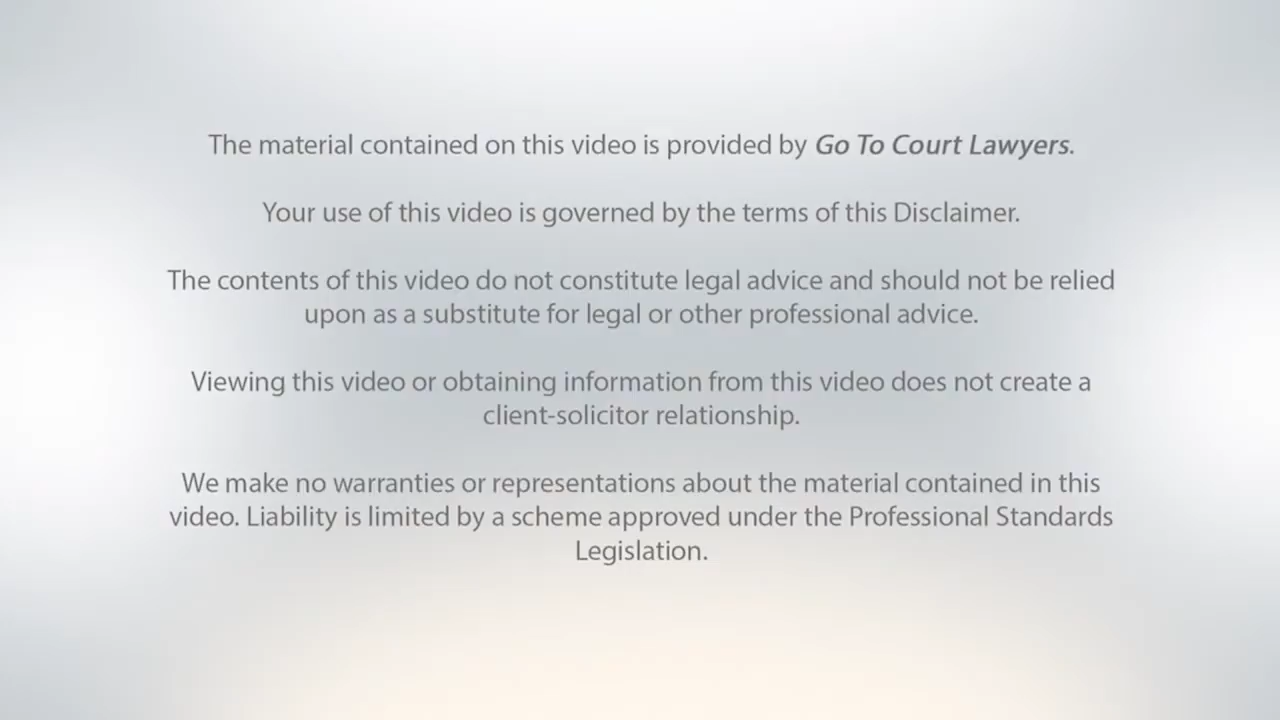 The material contained on this video is provided by Go To Court Lawyers.
Your use of this video is governed by the terms of this Disclaimer.
The contents of this video do not constitute legal advice and should not be relied
upon as a substitute for legal or other professional advice.
Viewing this video or obtaining information from this video does not create a
client-solicitor relationship.
We make no warranties or representations about the material contained in this
video. Liability is limited by a scheme approved under the Professional Standards
Legislation.